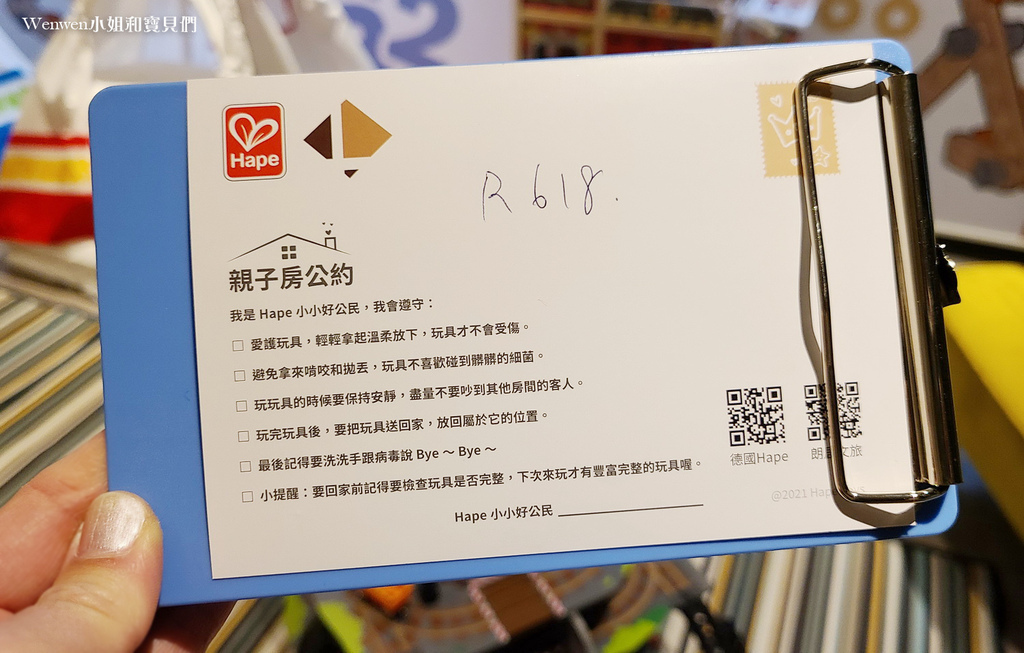 Wenwen小姐和寶貝們
Hape
R 618.
親子房公約
我是 Hape 小小好公民，我會遵守：
□ 愛護玩具，輕輕拿起溫柔放下，玩具才不會受傷。
□ 避免拿來啃咬和拋丟，玩具不喜歡碰到髒髒的細菌。
□ 玩玩具的時候要保持安靜，盡量不要吵到其他房間的客人。
□ 玩完玩具後，要把玩具送回家，放回屬於它的位置。
□ 最後記得要洗洗手跟病毒說 Bye ～ Bye ～
□ 小提醒：要回家前記得要檢查玩具是否完整，下次來玩才有豐富完整的玩具喔。
Hape 小小好公民
德國Hape
朗 文旅
@2021 Hap